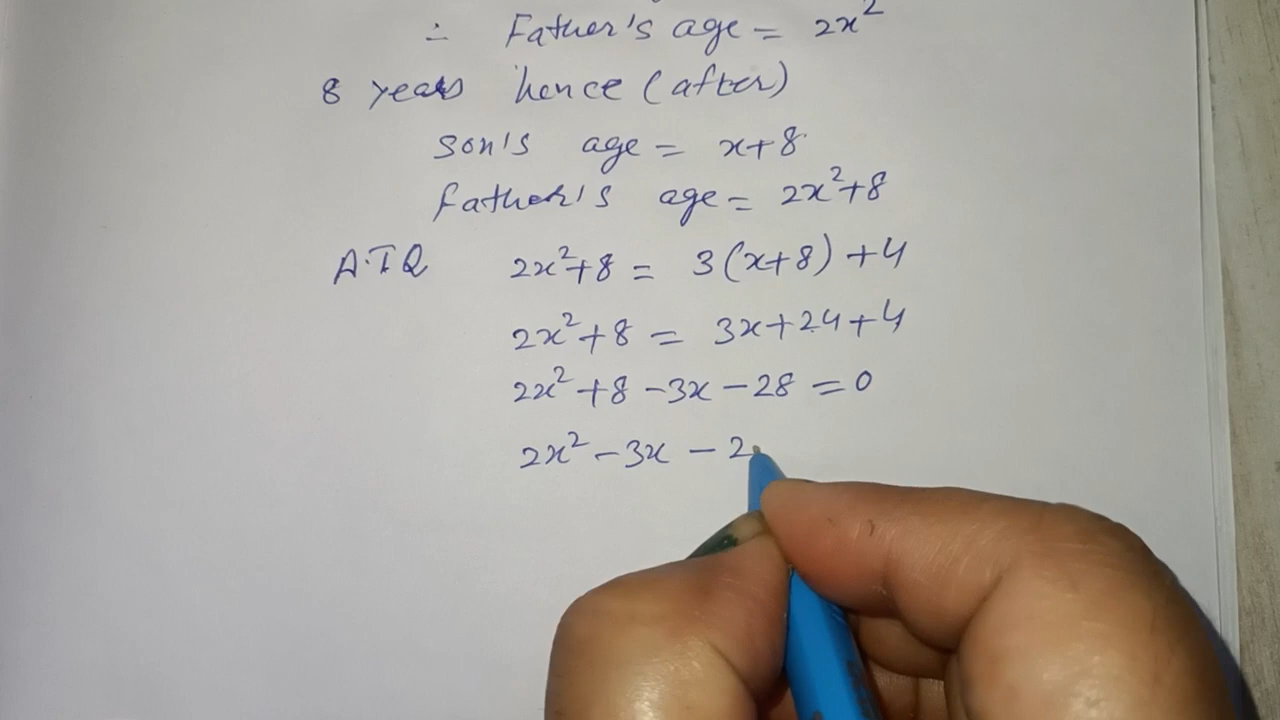 ∴ Father's age = 2x²
8 years hence (after)
son's age = x+8
father's age = 2x²+8
A.T.Q 2x²+8 = 3(x+8)+4
2x²+8 = 3x+24+4
2x²+8-3x-28=0
2x²-3x-2